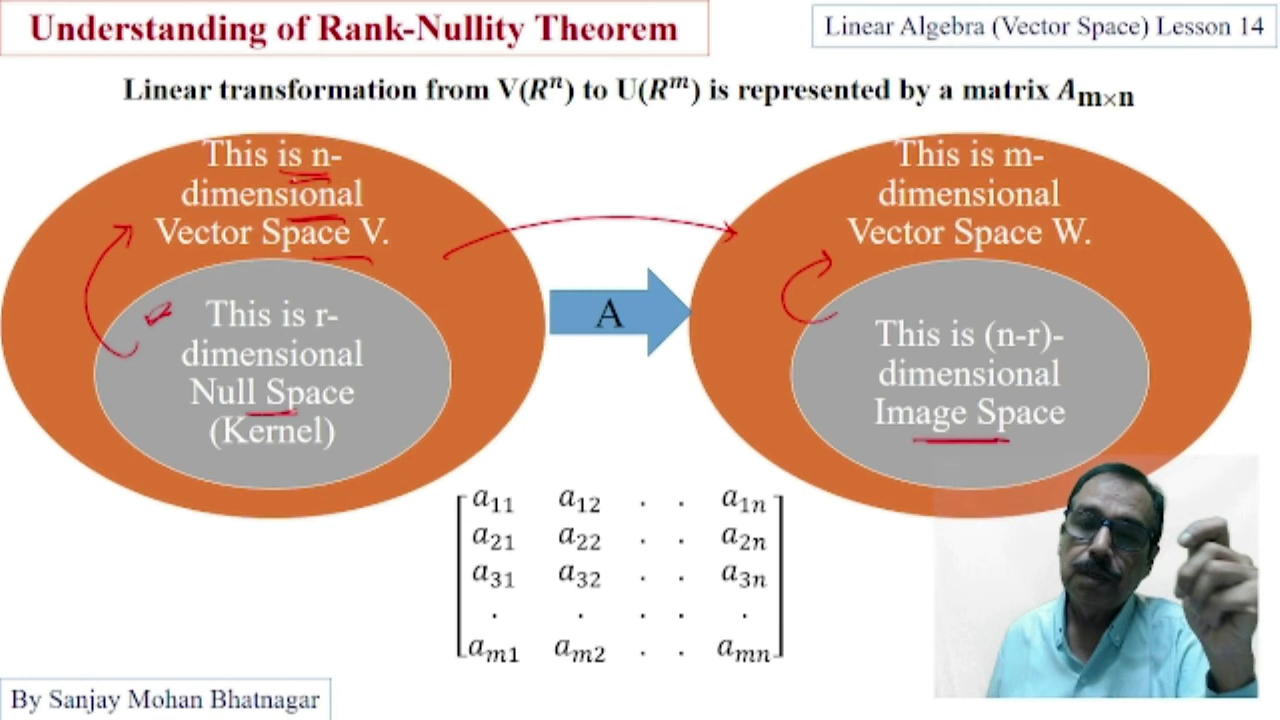 Understanding of Rank-Nullity Theorem
Linear Algebra (Vector Space) Lesson 14
Linear transformation from V(Rⁿ) to U(Rᵐ) is represented by a matrix A_m×n
This is n-
dimensional
Vector Space V.
This is r-
dimensional
Null Space
(Kernel)
A
This is m-
dimensional
Vector Space W.
This is (n-r)-
dimensional
Image Space
a₁₁ a₁₂ . . a₁ₙ
a₂₁ a₂₂ . . a₂ₙ
a₃₁ a₃₂ . . a₃ₙ
. . . . .
aₘ₁ aₘ₂ . . aₘₙ
By Sanjay Mohan Bhatnagar